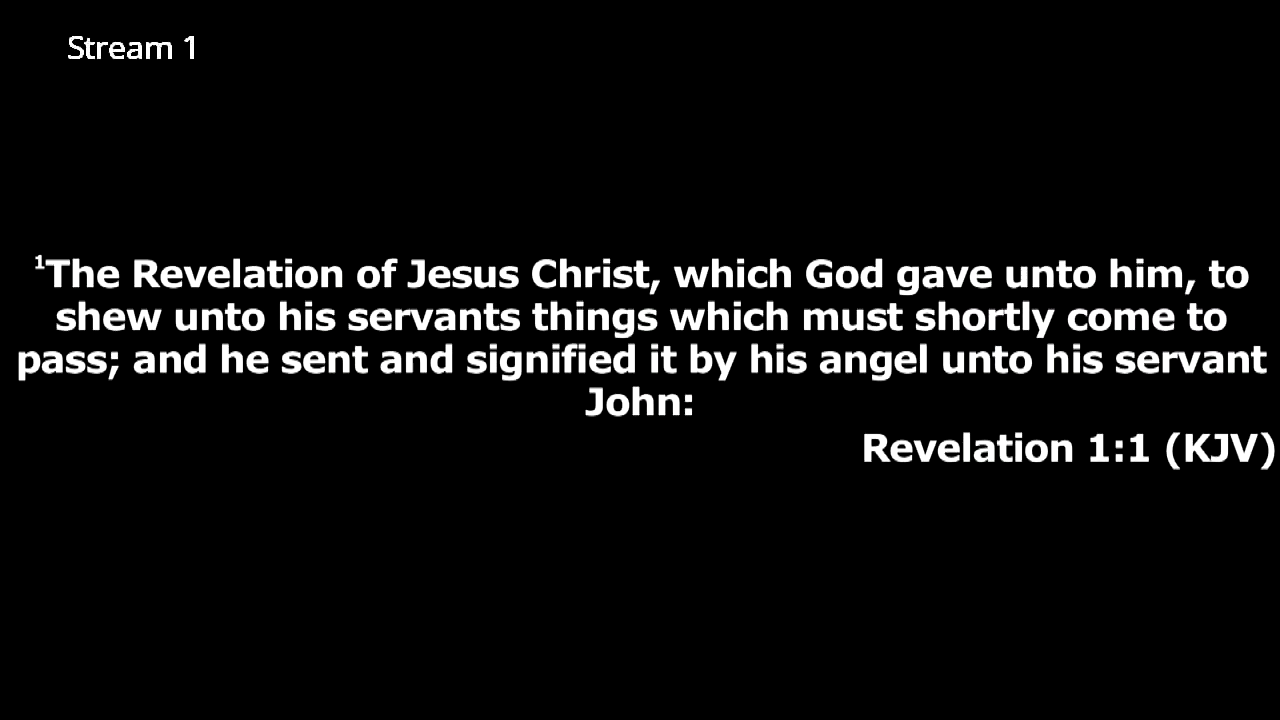 Stream 1
¹The Revelation of Jesus Christ, which God gave unto him, to
shew unto his servants things which must shortly come to
pass; and he sent and signified it by his angel unto his servant
John:
Revelation 1:1 (KJV)